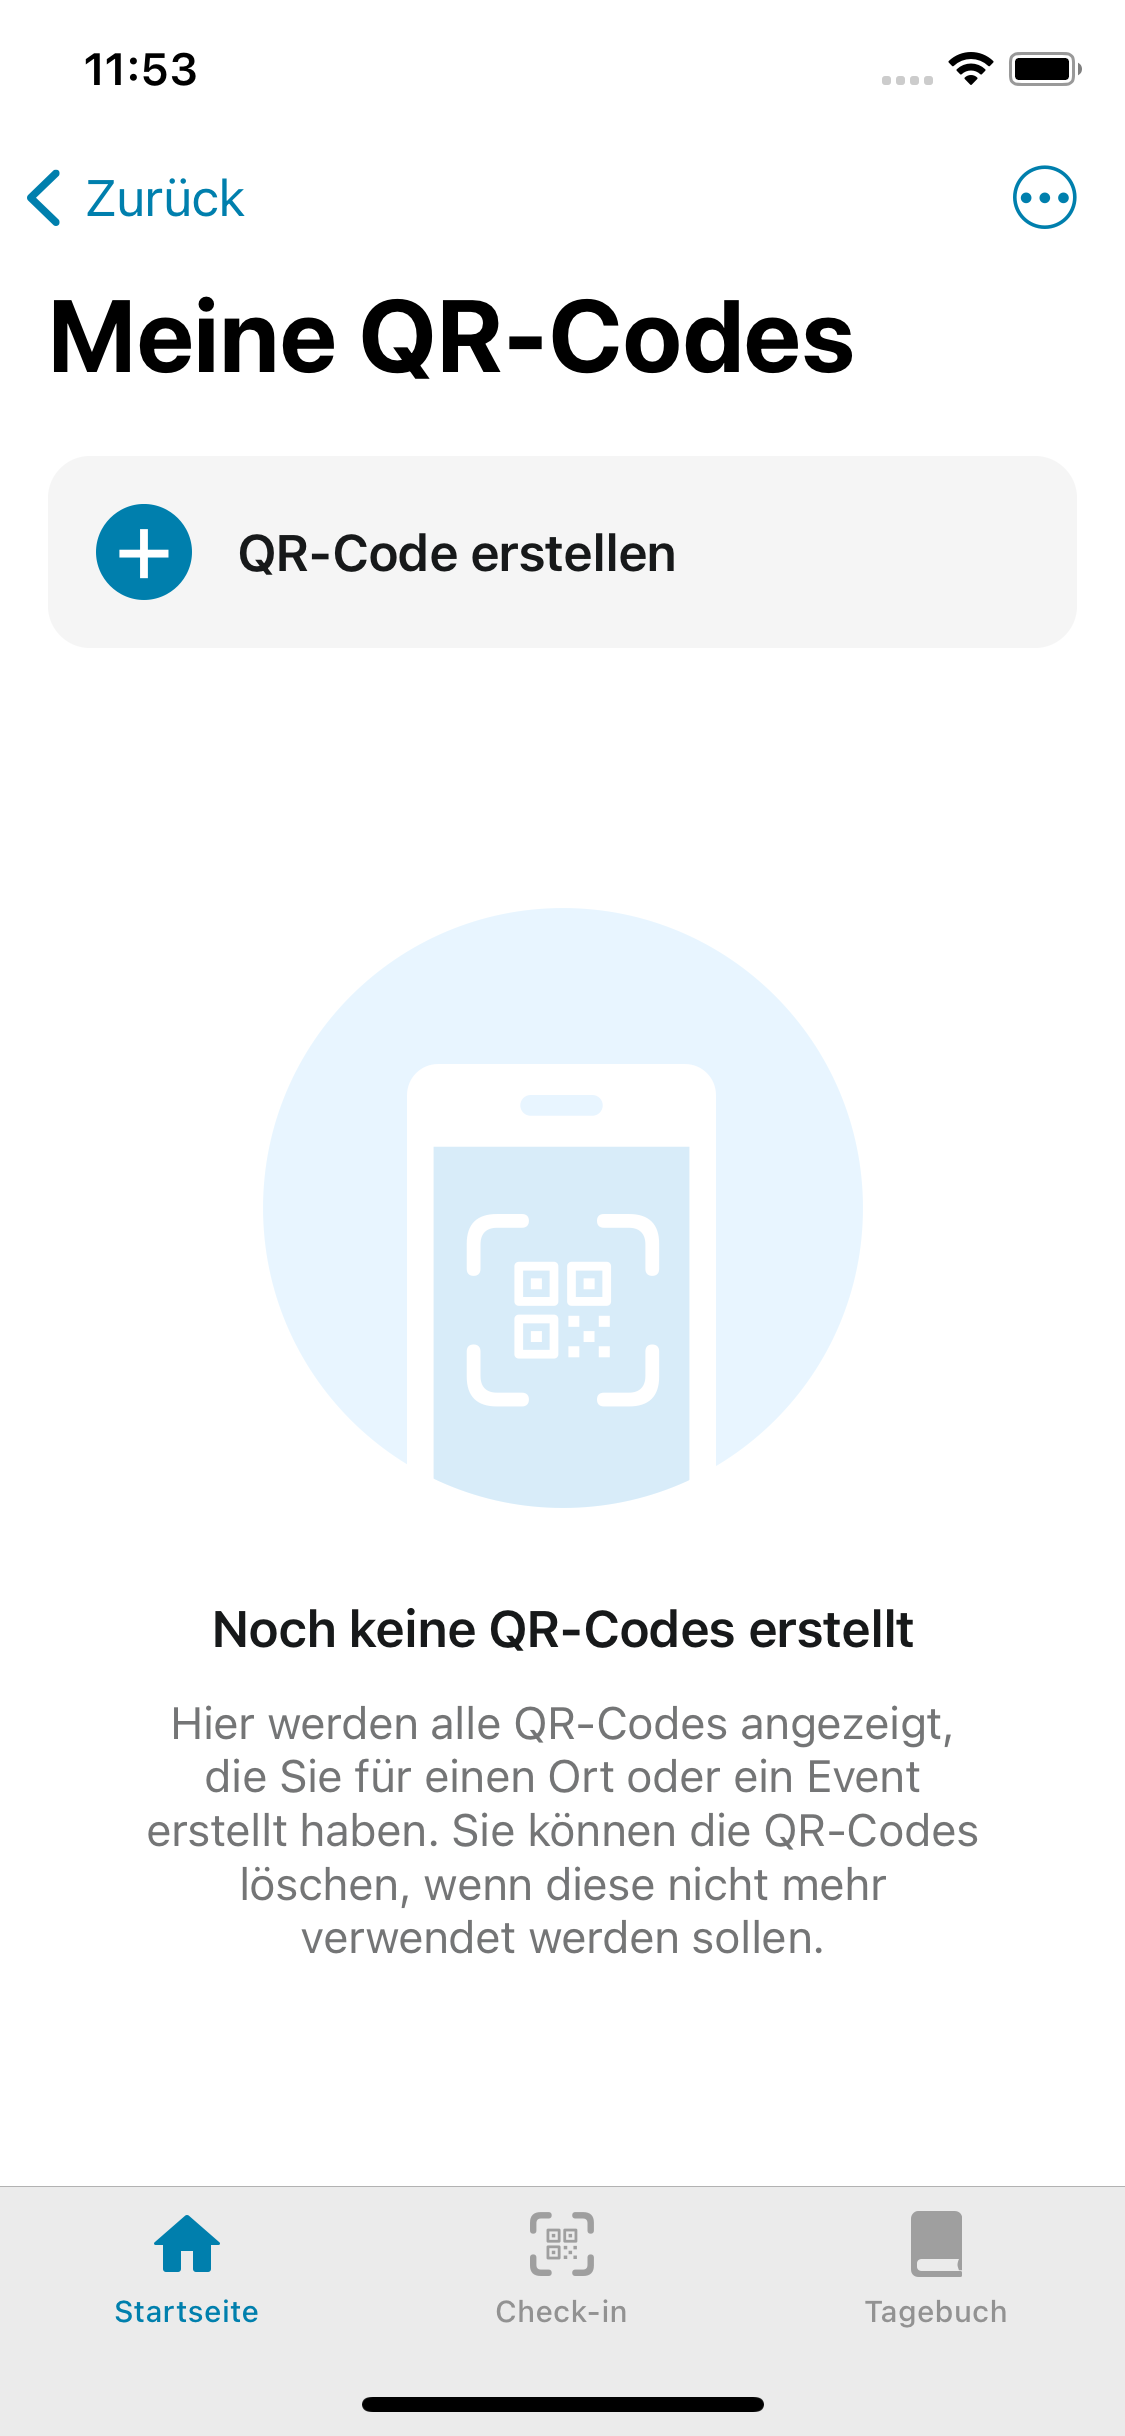 11:53
Zurück
Meine QR-Codes
QR-Code erstellen
Noch keine QR-Codes erstellt
Hier werden alle QR-Codes angezeigt,
die Sie für einen Ort oder ein Event
erstellt haben. Sie können die QR-Codes
löschen, wenn diese nicht mehr
verwendet werden sollen.
Startseite
Check-in
Tagebuch